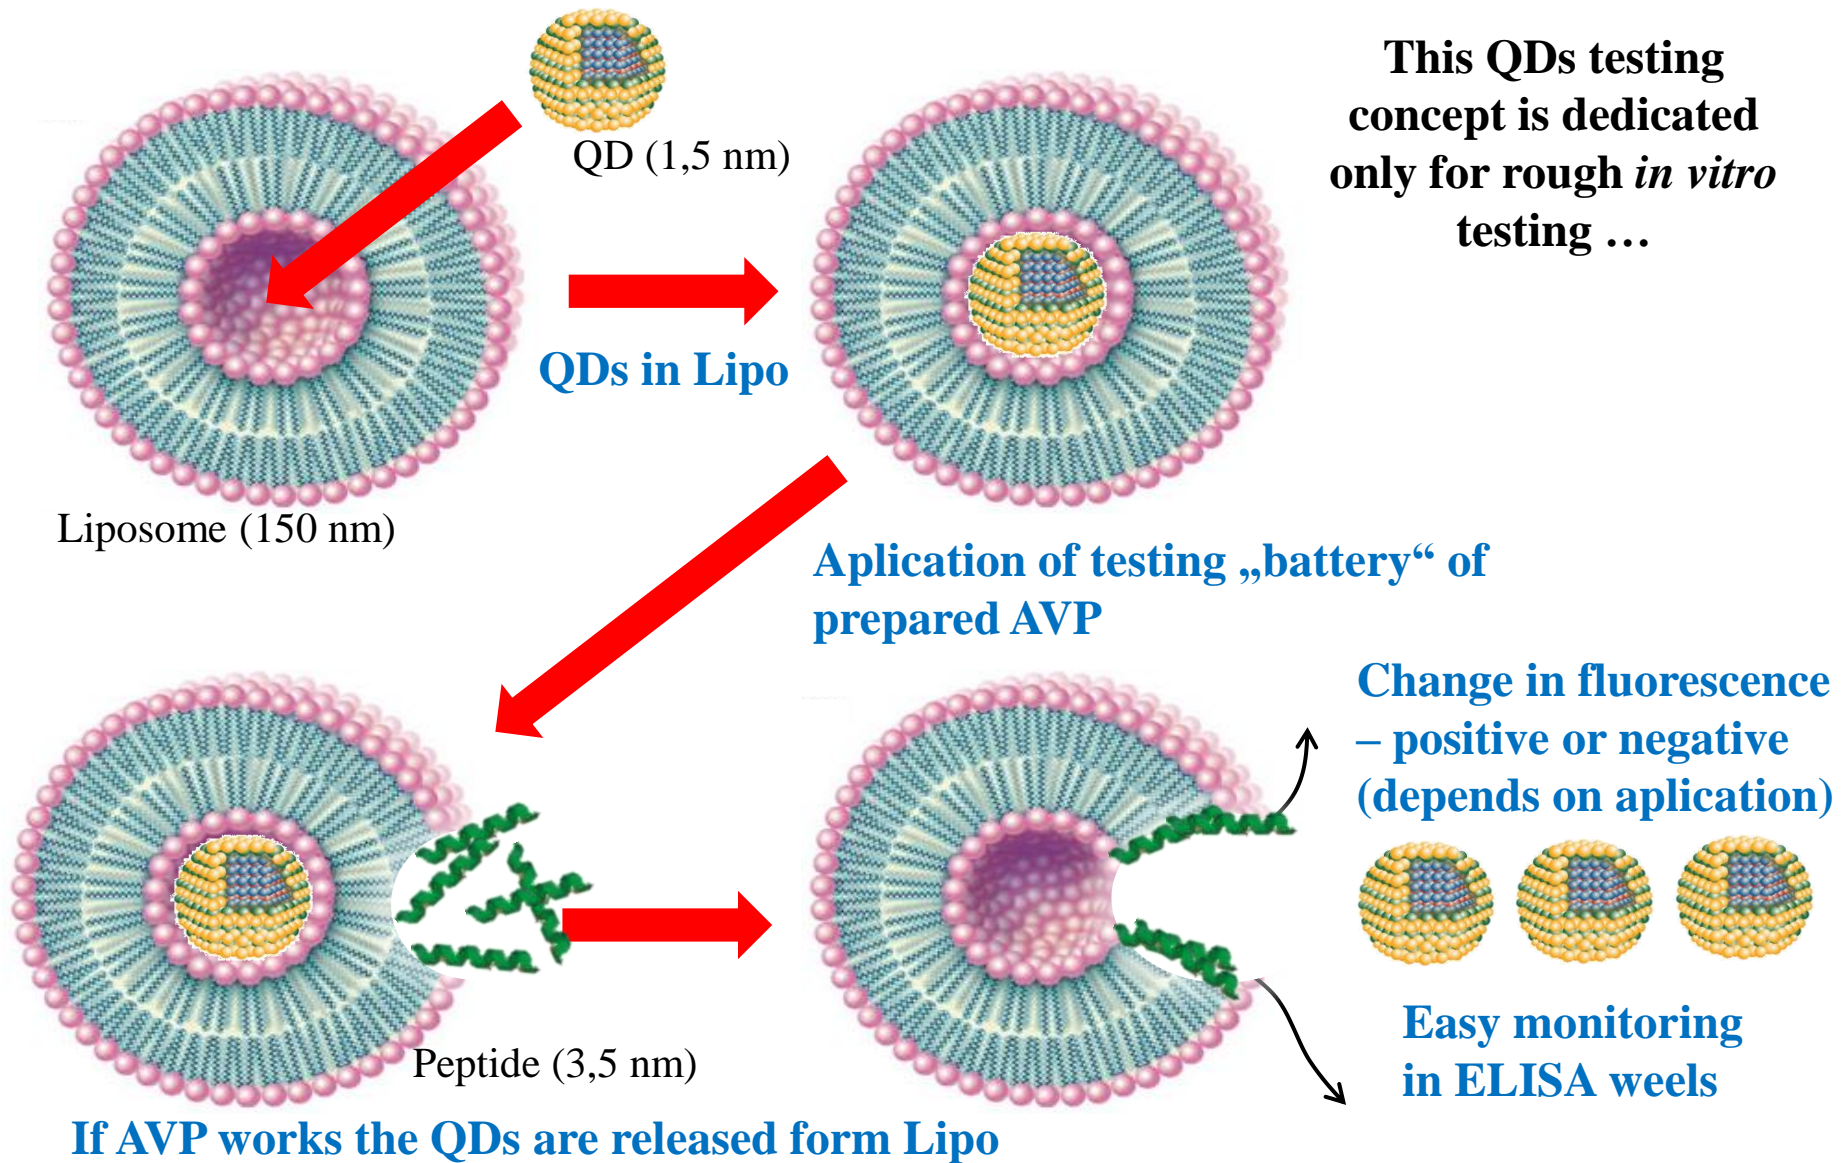 QD (1,5 nm)
This QDs testing
concept is dedicated
only for rough in vitro
testing …
QDs in Lipo
Liposome (150 nm)
Aplication of testing „battery“ of
prepared AVP
Change in fluorescence
– positive or negative
(depends on aplication)
Peptide (3,5 nm)
Easy monitoring
in ELISA weels
If AVP works the QDs are released form Lipo